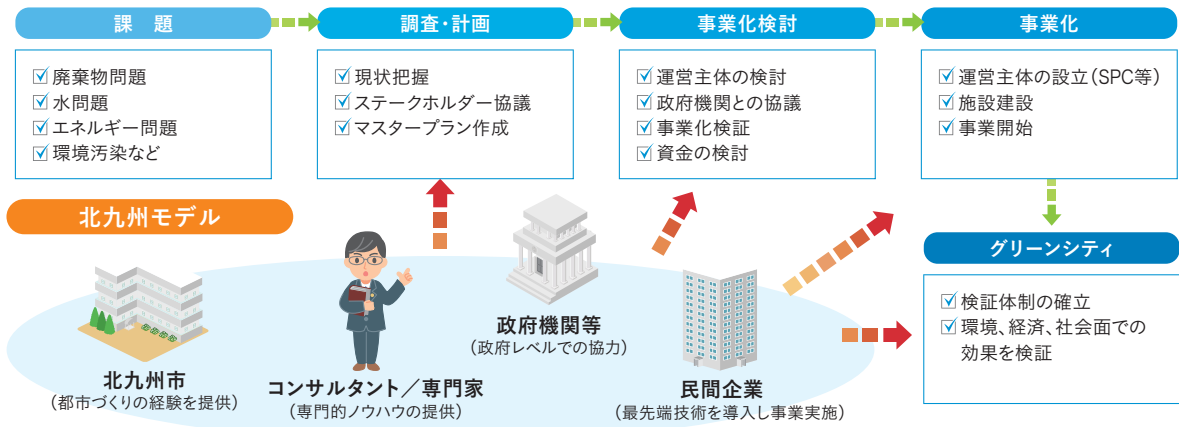 課題
廃棄物問題
水問題
エネルギー問題
環境汚染など
調査・計画
現状把握
ステークホルダー協議
マスタープラン作成
事業化検討
運営主体の検討
政府機関との協議
事業化検証
資金の検討
事業化
運営主体の設立(SPC等)
施設建設
事業開始
グリーンシティ
検証体制の確立
環境、経済、社会面での
効果を検証
北九州モデル
北九州市
(都市づくりの経験を提供)
コンサルタント／専門家
(専門的ノウハウの提供)
政府機関等
(政府レベルでの協力)
民間企業
(最先端技術を導入し事業実施)